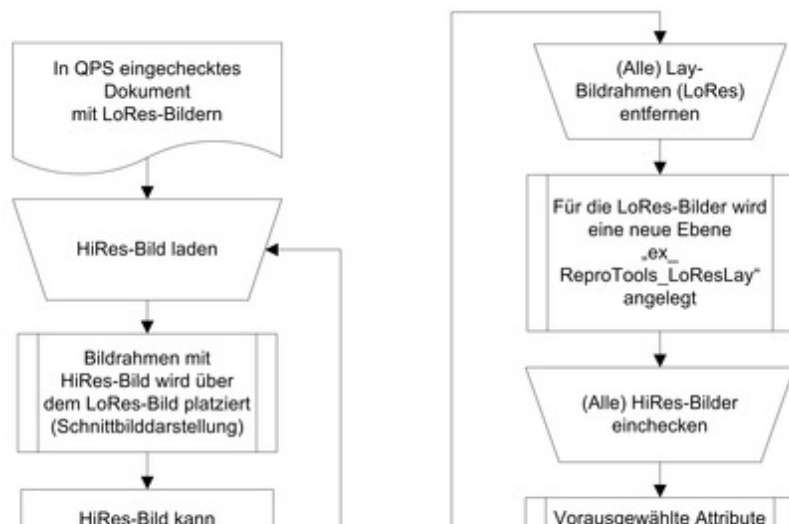 In QPS eingechecktes
Dokument
mit LoRes-Bildern
HiRes-Bild laden
Bildrahmen mit
HiRes-Bild wird über
dem LoRes-Bild platziert
(Schnittbilddarstellung)
HiRes-Bild kann
(Alle) Lay-
Bildrahmen (LoRes)
entfernen
Für die LoRes-Bilder wird
eine neue Ebene
„ex_
ReproTools_LoResLay“
angelegt
(Alle) HiRes-Bilder
einchecken
Vorausgewählte Attribute